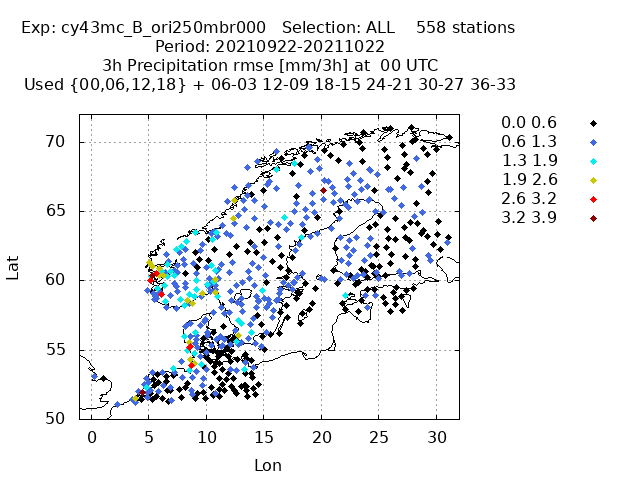 Exp: cy43mc_B_ori250mbr000 Selection: ALL 558 stations
Period: 20210922-20211022
3h Precipitation rmse [mm/3h] at 00 UTC
Used {00,06,12,18} + 06-03 12-09 18-15 24-21 30-27 36-33
0.0 0.6
0.6 1.3
1.3 1.9
1.9 2.6
2.6 3.2
3.2 3.9
70
65
60
55
50
Lat
0 5 10 15 20 25 30
Lon